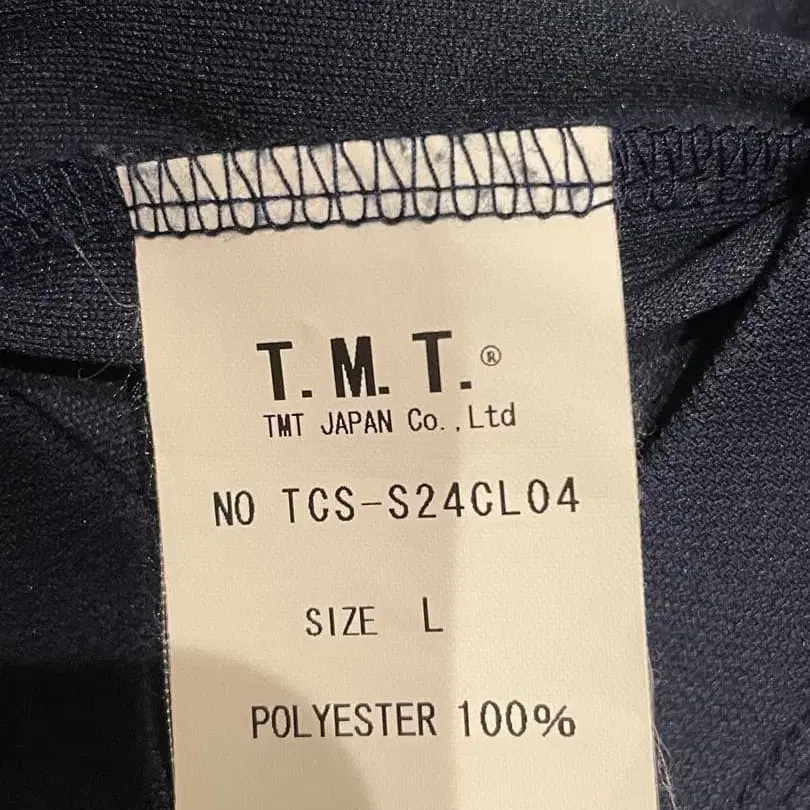 T.M.T.®
TMT JAPAN Co.,Ltd
NO TCS-S24CL04
SIZE L
POLYESTER 100%